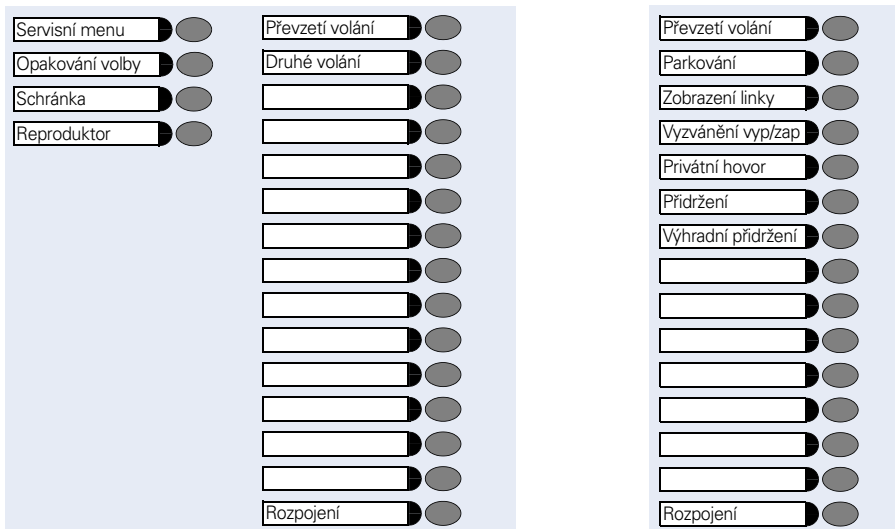 Servisní menu
Opakování volby
Schránka
Reproduktor
Převzetí volání
Druhé volání
Rozpojení
Převzetí volání
Parkování
Zobrazení linky
Vyzvánění vyp/zap
Privátní hovor
Přidržení
Výhradní přidržení
Rozpojení